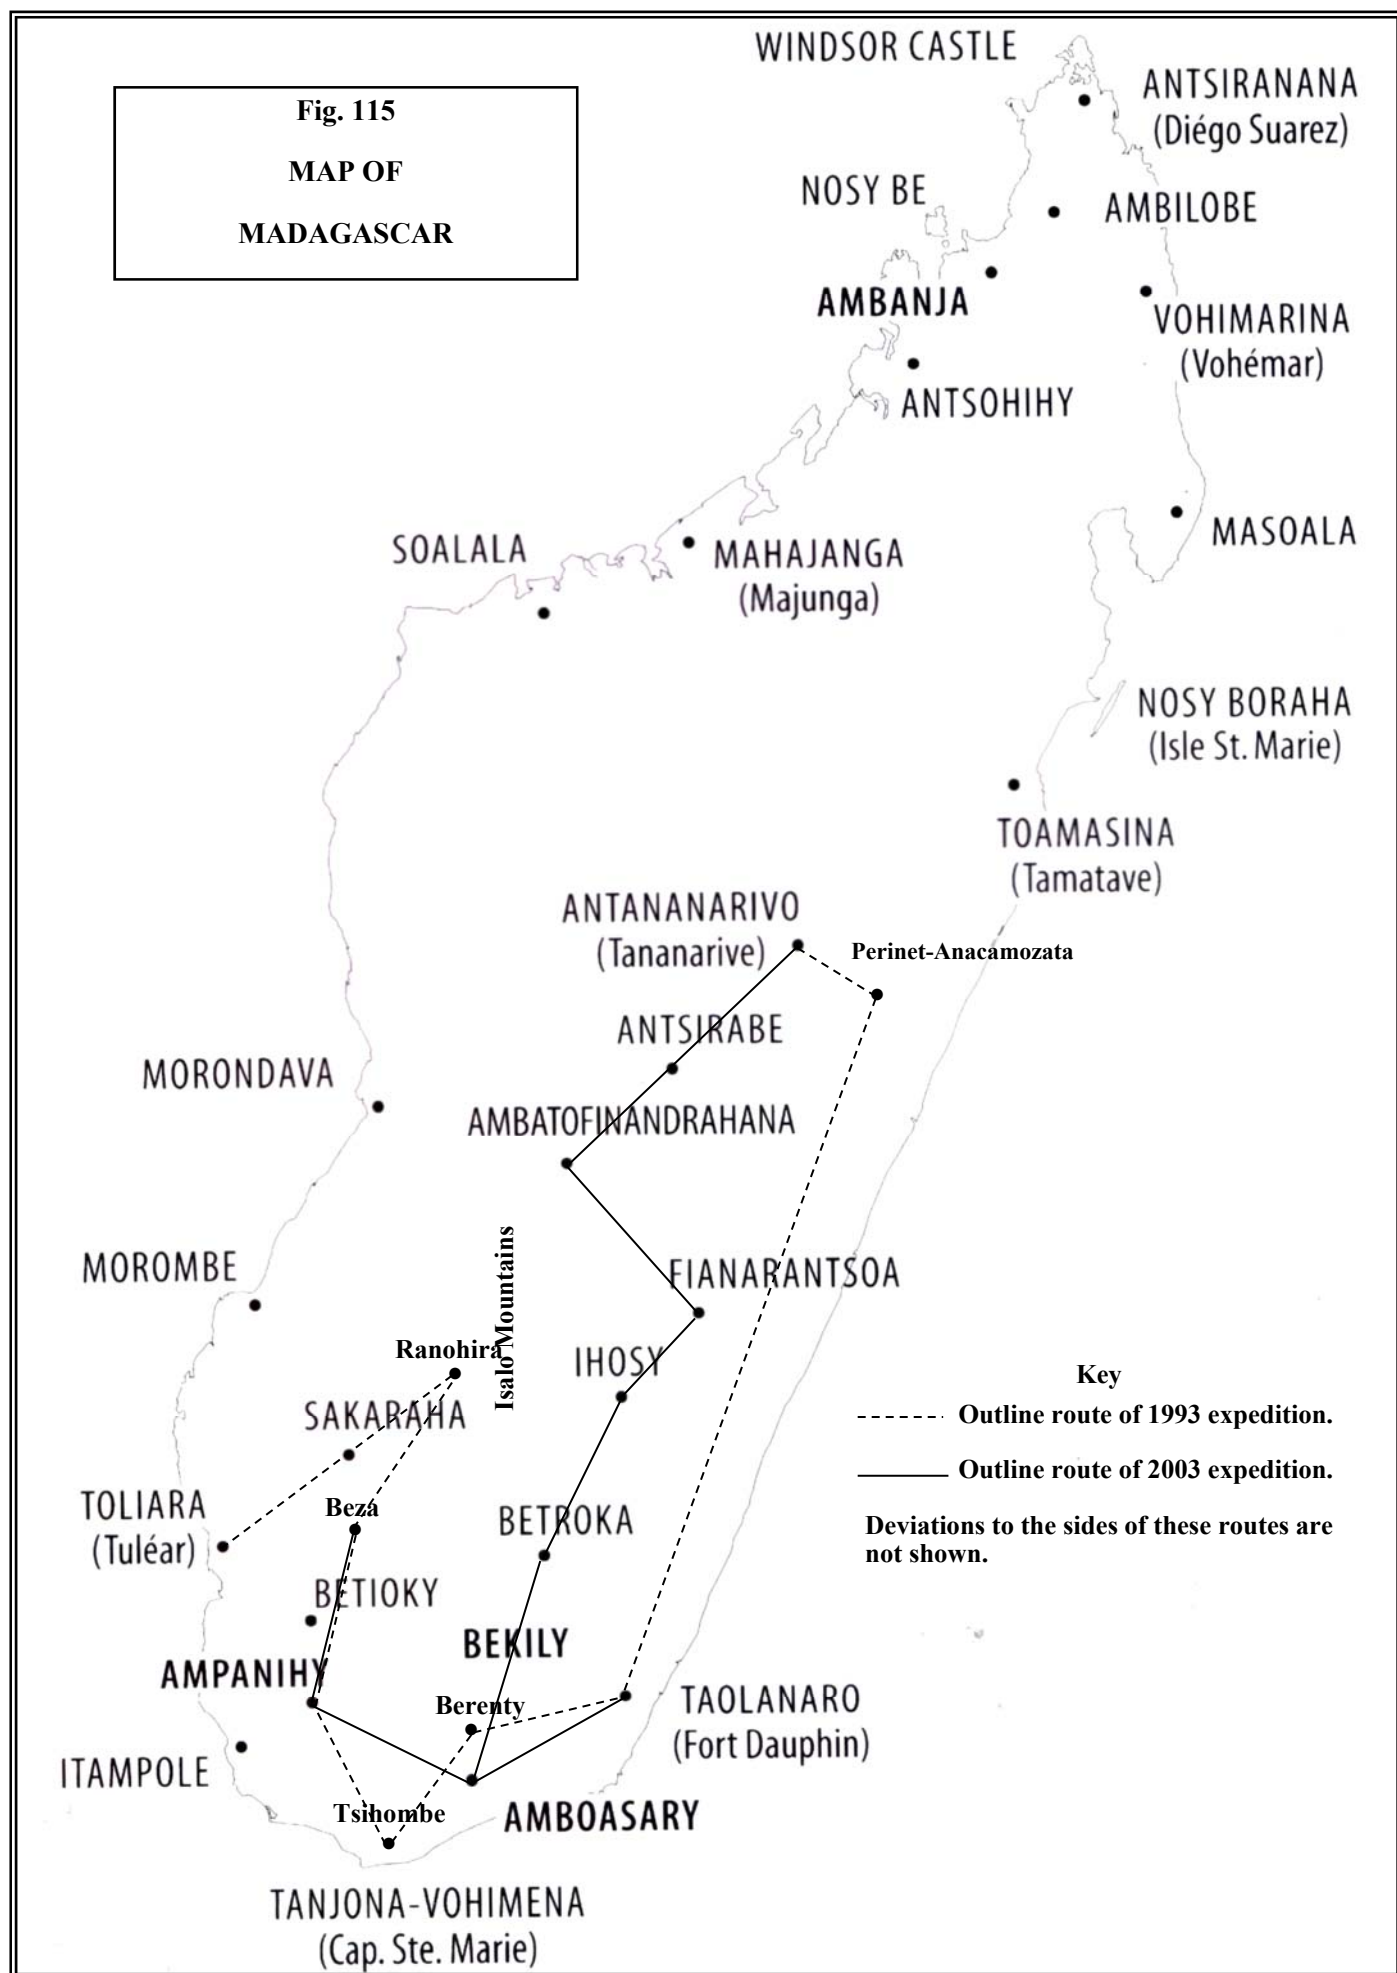 Fig. 115
MAP OF
MADAGASCAR
WINDSOR CASTLE
ANTSIRANANA
(Diégo Suarez)
NOSY BE
AMBILOBE
AMBANJA
VOHIMARINA
(Vohémar)
ANTSOHIHY
MASOALA
SOALALA
MAHAJANGA
(Majunga)
NOSY BORAHA
(Isle St. Marie)
TOAMASINA
(Tamatave)
ANTANANARIVO
(Tananarive)
Perinet-Anacamozata
ANTSIRABE
MORONDAVA
AMBATOFINANDRAHANA
Isalo Mountains
MOROMBE
FIANARANTSOA
Ranohira
IHOSY
SAKARAHA
Key
Outline route of 1993 expedition.
Outline route of 2003 expedition.
Deviations to the sides of these routes are
not shown.
TOLIARA
(Tuléar)
Beza
BETROKA
BETIOKY
BEKILY
AMPANIHY
Berenty
TAOLANARO
(Fort Dauphin)
ITAMPOLE
Tsihombe
AMBOASARY
TANJONA-VOHIMENA
(Cap. Ste. Marie)